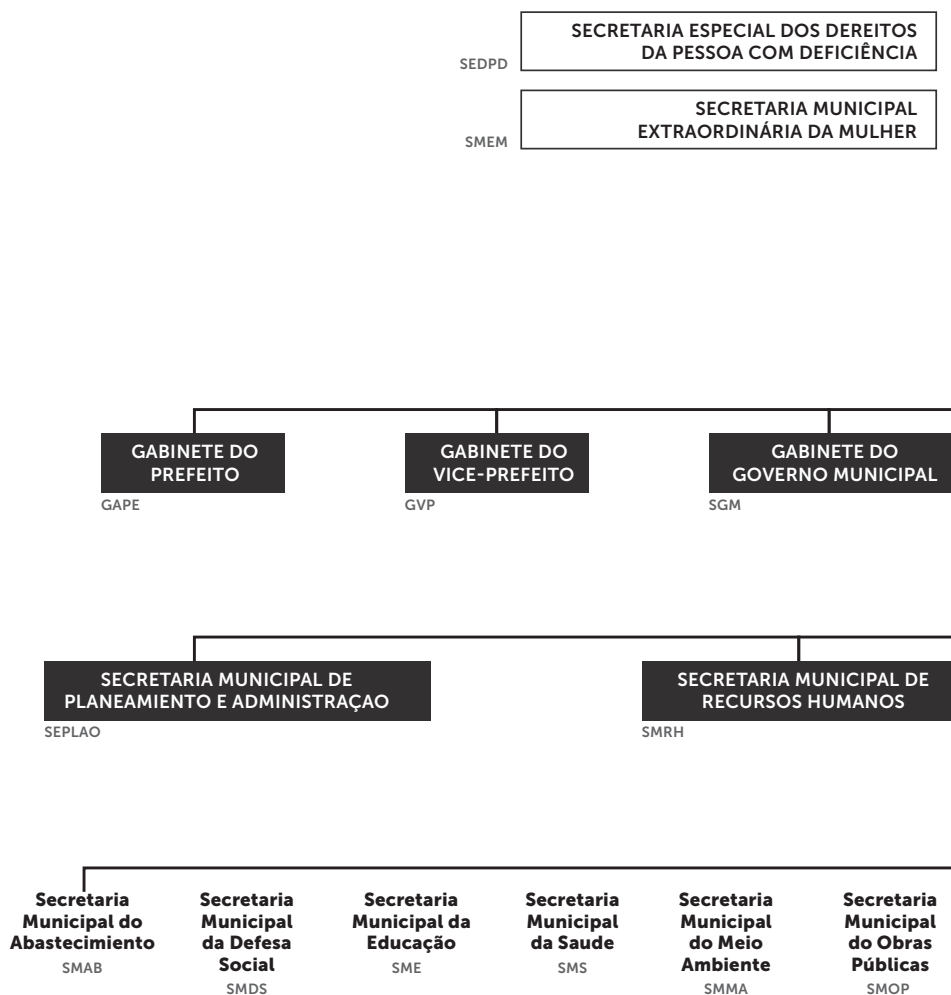 SECRETARIA ESPECIAL DOS DEREITOS
DA PESSOA COM DEFICIÊNCIA
SEDPD
SECRETARIA MUNICIPAL
EXTRAORDINÁRIA DA MULHER
SMEM
GABINETE DO
PREFEITO
GAPE
GABINETE DO
VICE-PREFEITO
GVP
GABINETE DO
GOVERNO MUNICIPAL
SGM
SECRETARIA MUNICIPAL DE
PLANEAMIENTO E ADMINISTRAÇAO
SEPLAO
SECRETARIA MUNICIPAL DE
RECURSOS HUMANOS
SMRH
Secretaria
Municipal do
Abastecimiento
SMAB
Secretaria
Municipal
da Defesa
Social
SMDS
Secretaria
Municipal da
Educação
SME
Secretaria
Municipal
da Saude
SMS
Secretaria
Municipal
do Meio
Ambiente
SMMA
Secretaria
Municipal
do Obras
Públicas
SMOP